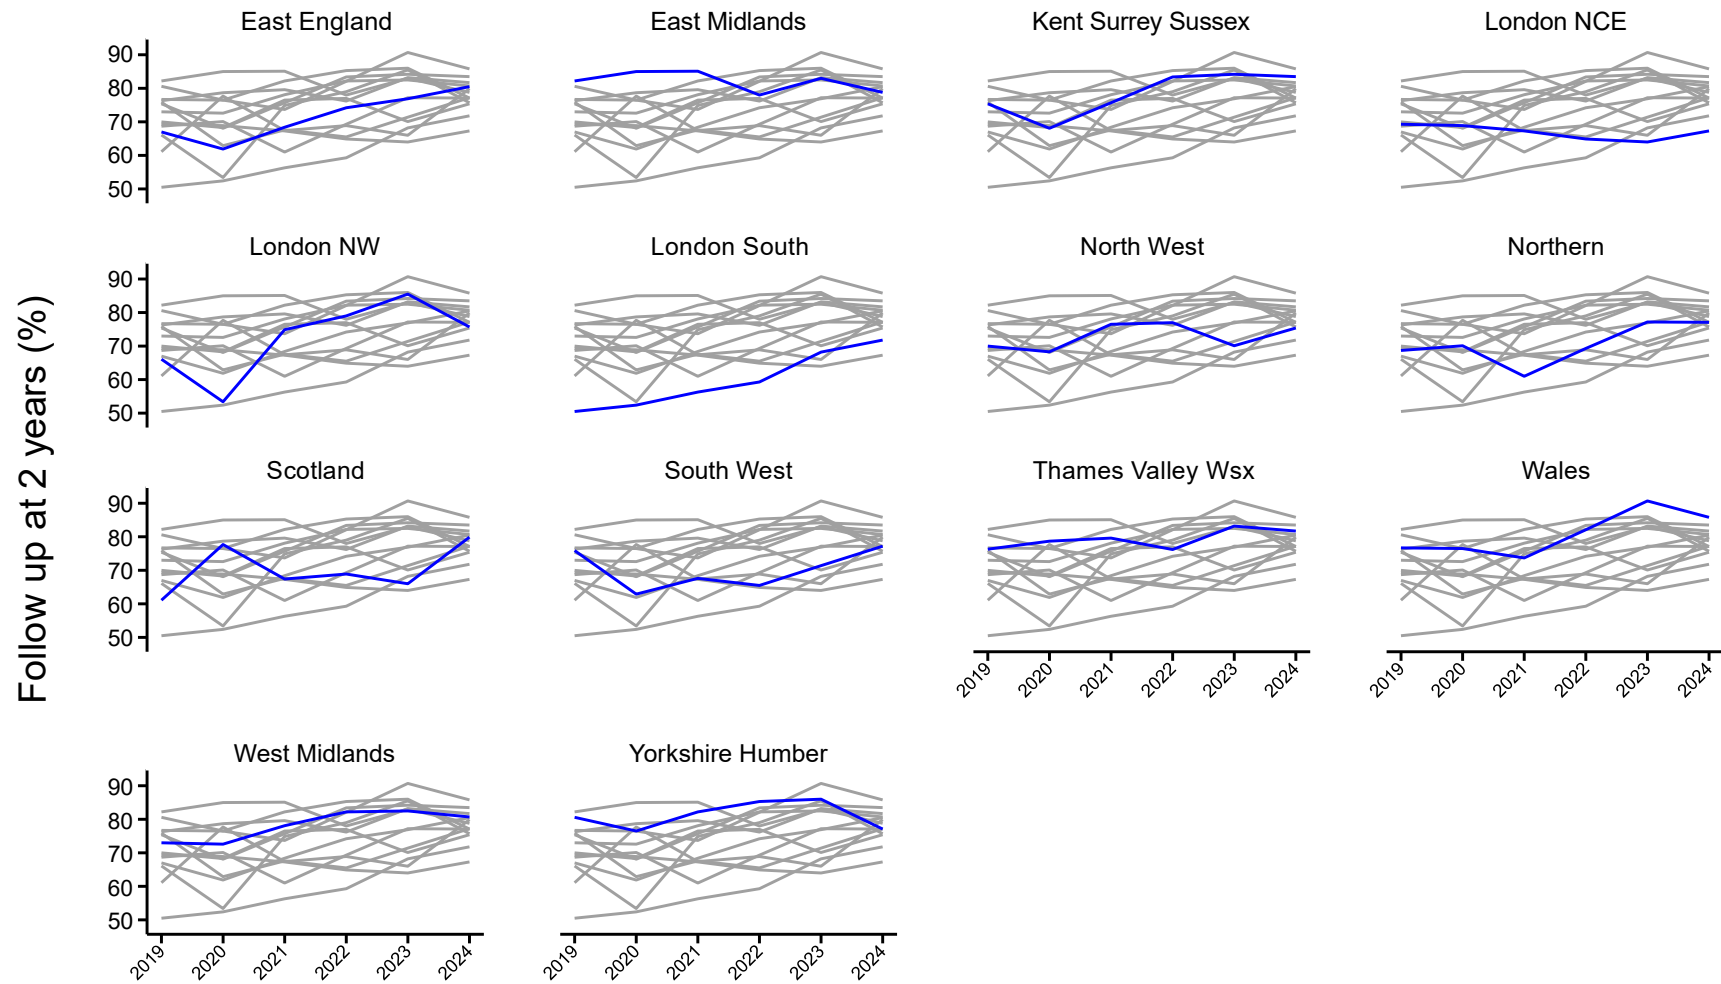 East England East Midlands Kent Surrey Sussex London NCE
90
80
70
60
50
London NW London South North West Northern
90
80
70
60
50
Follow up at 2 years (%)
Scotland South West Thames Valley Wsx Wales
90
80
70
60
50
2019 2020 2021 2022 2023 2024 2019 2020 2021 2022 2023 2024
West Midlands Yorkshire Humber
90
80
70
60
50
2019 2020 2021 2022 2023 2024 2019 2020 2021 2022 2023 2024